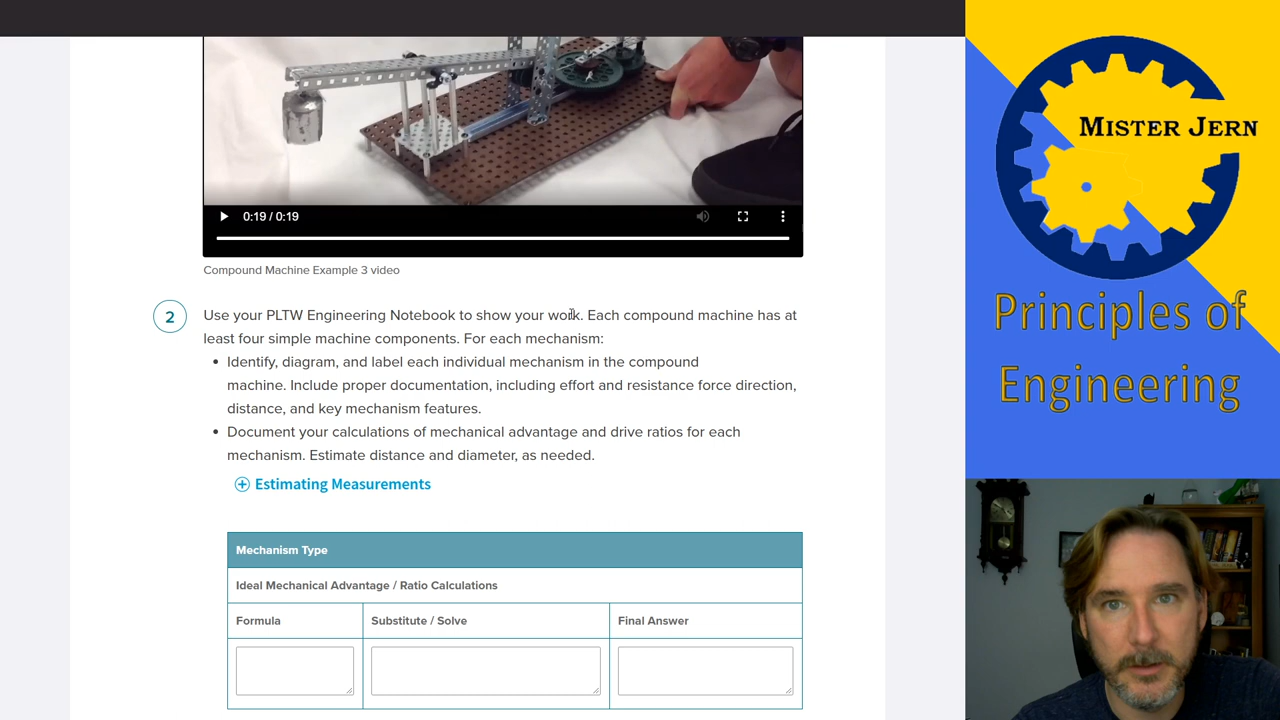 0:19 / 0:19
Compound Machine Example 3 video
2
Use your PLTW Engineering Notebook to show your work. Each compound machine has at
least four simple machine components. For each mechanism:
Identify, diagram, and label each individual mechanism in the compound
machine. Include proper documentation, including effort and resistance force direction,
distance, and key mechanism features.
Document your calculations of mechanical advantage and drive ratios for each
mechanism. Estimate distance and diameter, as needed.
Estimating Measurements
Mechanism Type
Ideal Mechanical Advantage / Ratio Calculations
Formula
Substitute / Solve
Final Answer
MISTER JERN
Principles of
Engineering